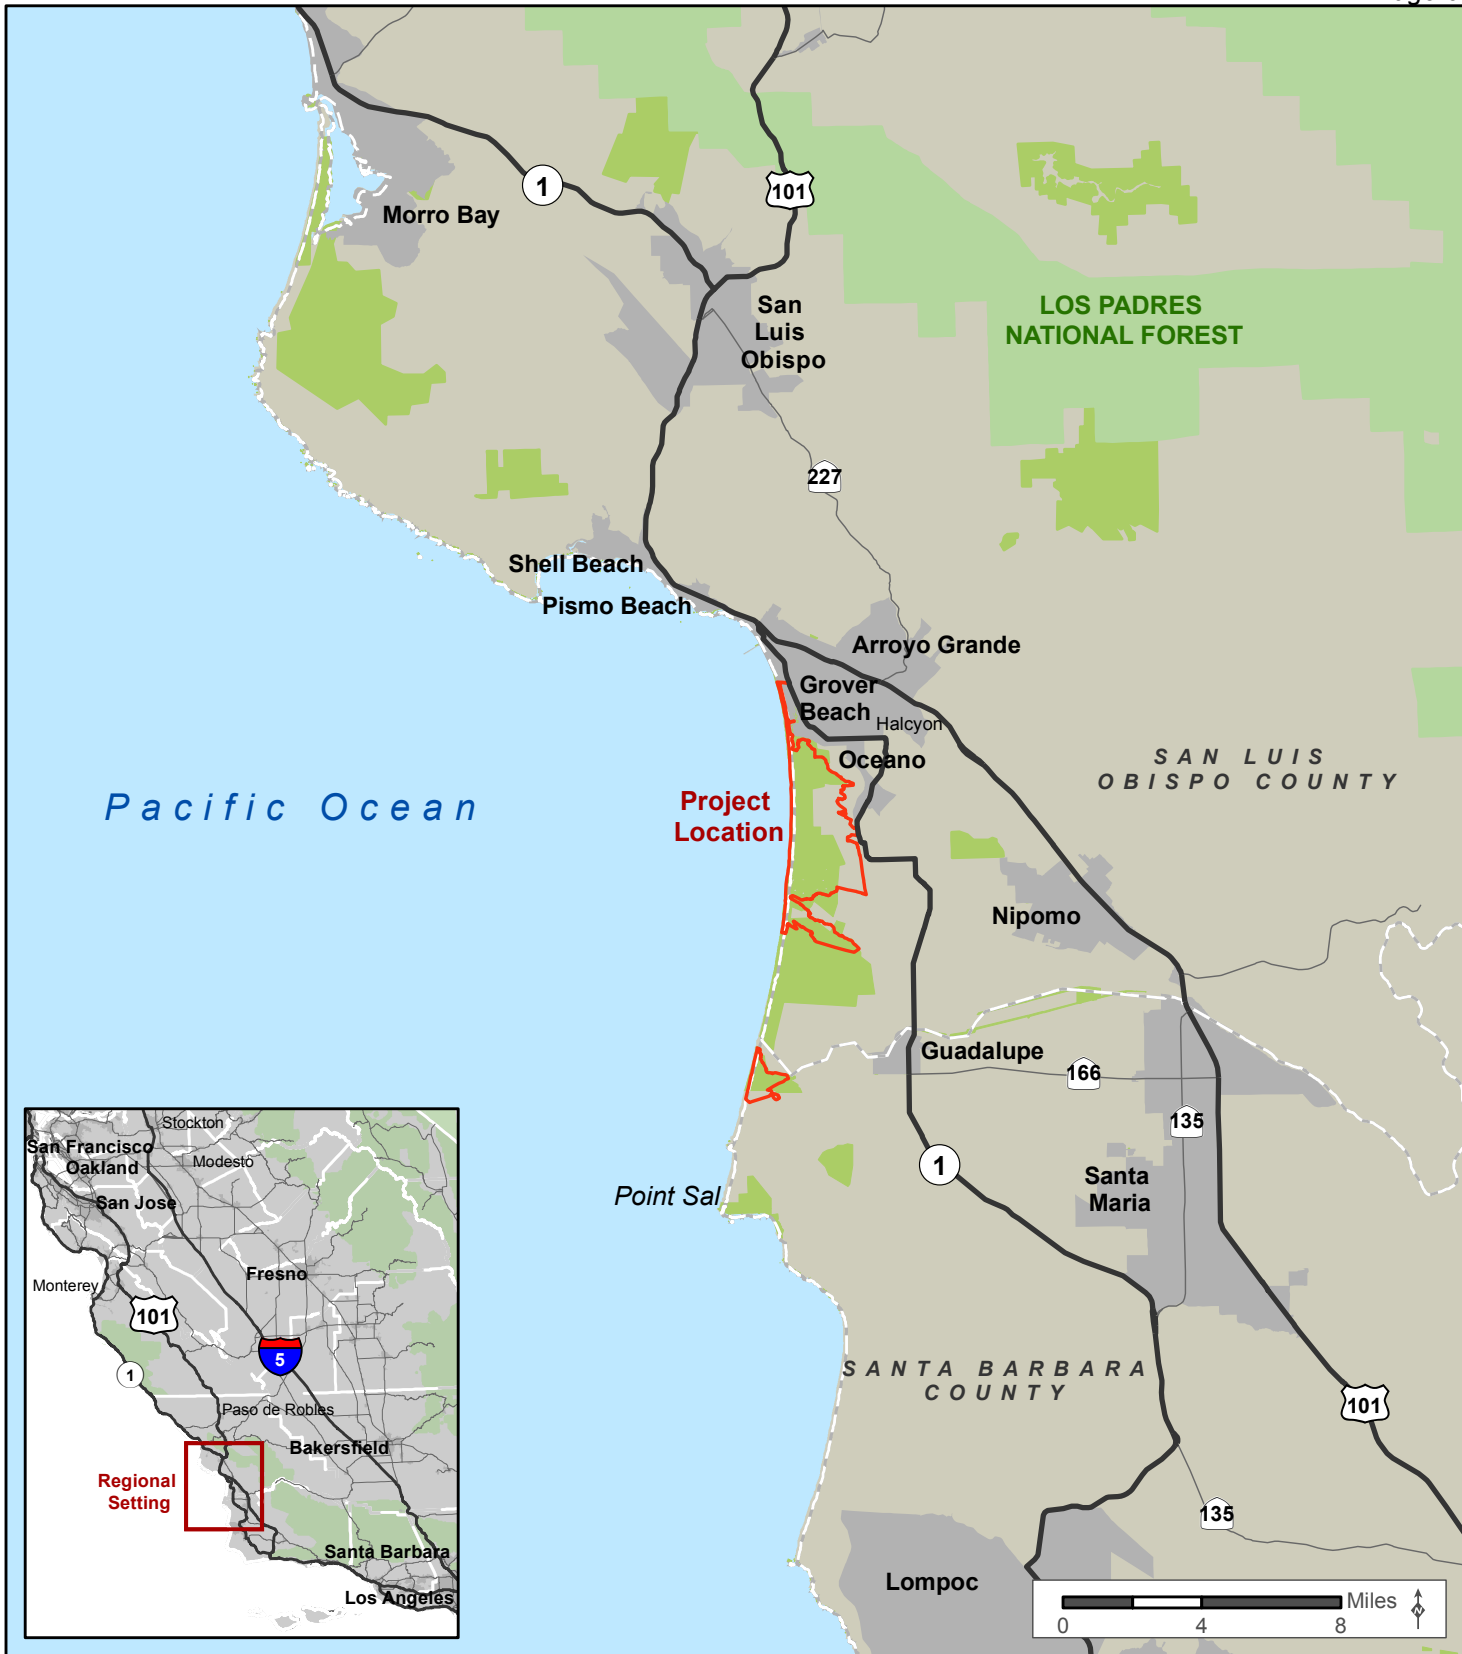 1
101
Morro Bay
San
Luis
Obispo
LOS PADRES
NATIONAL FOREST
227
Shell Beach
Pismo Beach
Arroyo Grande
Grover
Beach
Halcyon
Oceano
SAN LUIS
OBISPO COUNTY
Pacific Ocean
Project
Location
Nipomo
Guadalupe
166
135
1
Santa
Maria
Point Sal
SANTA BARBARA
COUNTY
101
135
Lompoc
Miles
0 4 8
N
Stockton
San Francisco
Oakland
Modesto
San Jose
Fresno
Monterey
101
5
1
Paso de Robles
Bakersfield
Regional
Setting
Santa Barbara
Los Angeles